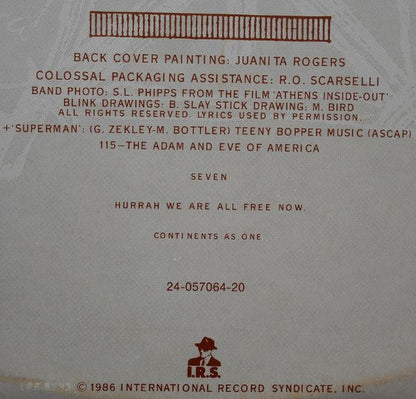 BACK COVER PAINTING: JUANITA ROGERS
COLOSSAL PACKAGING ASSISTANCE: R.O. SCARSELLI
BAND PHOTO: S.L. PHIPPS FROM THE FILM 'ATHENS INSIDE-OUT'
BLINK DRAWINGS: B. SLAY STICK DRAWING: M. BIRD
ALL RIGHTS RESERVED. LYRICS USED BY PERMISSION.
+'SUPERMAN': (G. ZEKLEY-M. BOTTLER) TEENY BOPPER MUSIC (ASCAP)
115—THE ADAM AND EVE OF AMERICA
SEVEN
HURRAH WE ARE ALL FREE NOW.
CONTINENTS AS ONE
24-057064-20
I.R.S.
©1986 INTERNATIONAL RECORD SYNDICATE, INC.